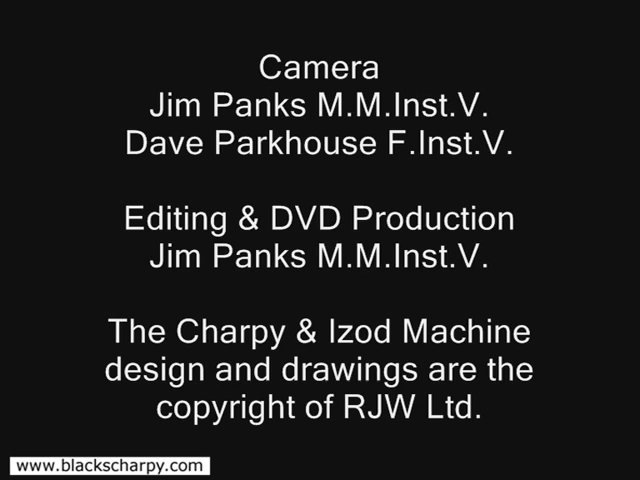 Camera
Jim Panks M.M.Inst.V.
Dave Parkhouse F.Inst.V.
Editing & DVD Production
Jim Panks M.M.Inst.V.
The Charpy & Izod Machine
design and drawings are the
copyright of RJW Ltd.
www.blackscharpy.com